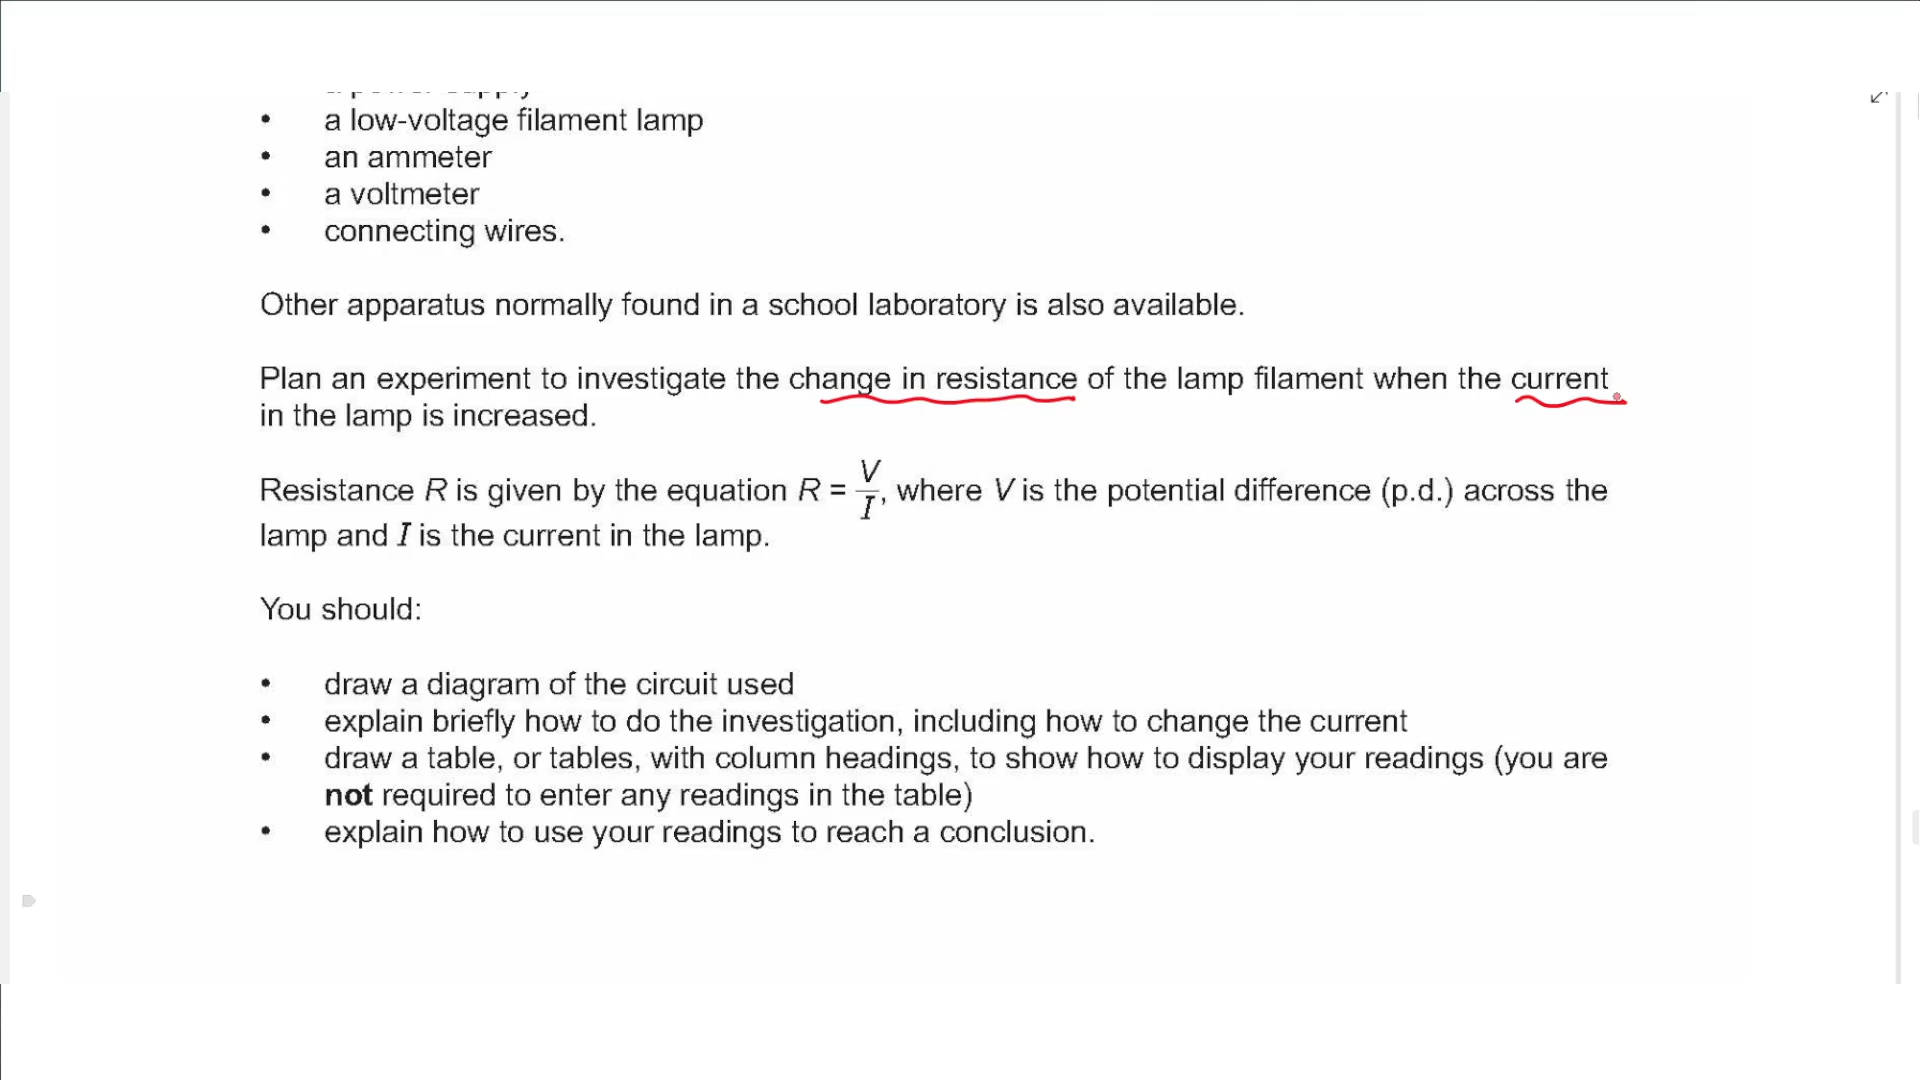 • a low-voltage filament lamp
• an ammeter
• a voltmeter
• connecting wires.
Other apparatus normally found in a school laboratory is also available.
Plan an experiment to investigate the change in resistance of the lamp filament when the current
in the lamp is increased.
Resistance R is given by the equation R = V/I, where V is the potential difference (p.d.) across the
lamp and I is the current in the lamp.
You should:
• draw a diagram of the circuit used
• explain briefly how to do the investigation, including how to change the current
• draw a table, or tables, with column headings, to show how to display your readings (you are
not required to enter any readings in the table)
• explain how to use your readings to reach a conclusion.